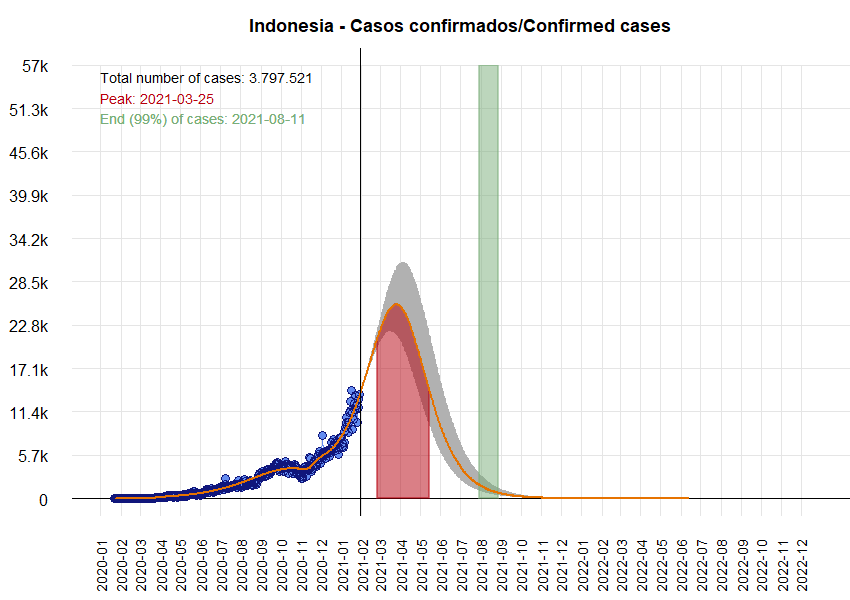 Indonesia - Casos confirmados/Confirmed cases
57k
51.3k
45.6k
39.9k
34.2k
28.5k
22.8k
17.1k
11.4k
5.7k
0
Total number of cases: 3.797.521
Peak: 2021-03-25
End (99%) of cases: 2021-08-11
2020-01
2020-02
2020-03
2020-04
2020-05
2020-06
2020-07
2020-08
2020-09
2020-10
2020-11
2020-12
2021-01
2021-02
2021-03
2021-04
2021-05
2021-06
2021-07
2021-08
2021-09
2021-10
2021-11
2021-12
2022-01
2022-02
2022-03
2022-04
2022-05
2022-06
2022-07
2022-08
2022-09
2022-10
2022-11
2022-12